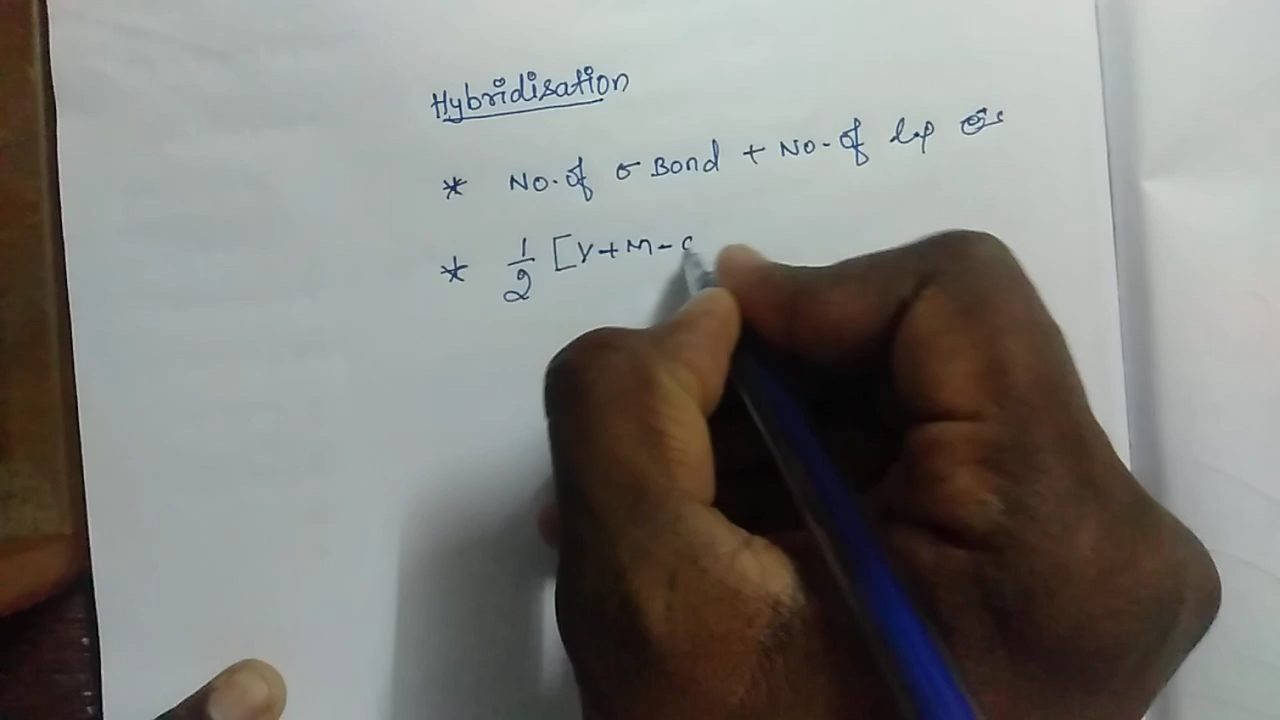 Hybridisation
* No. of σ Bond + No. of l.p e̅s
* 1/2 [V+M-